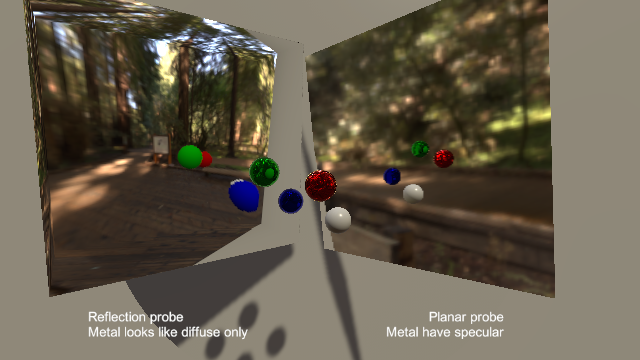 Reflection probe
Metal looks like diffuse only
Planar probe
Metal have specular